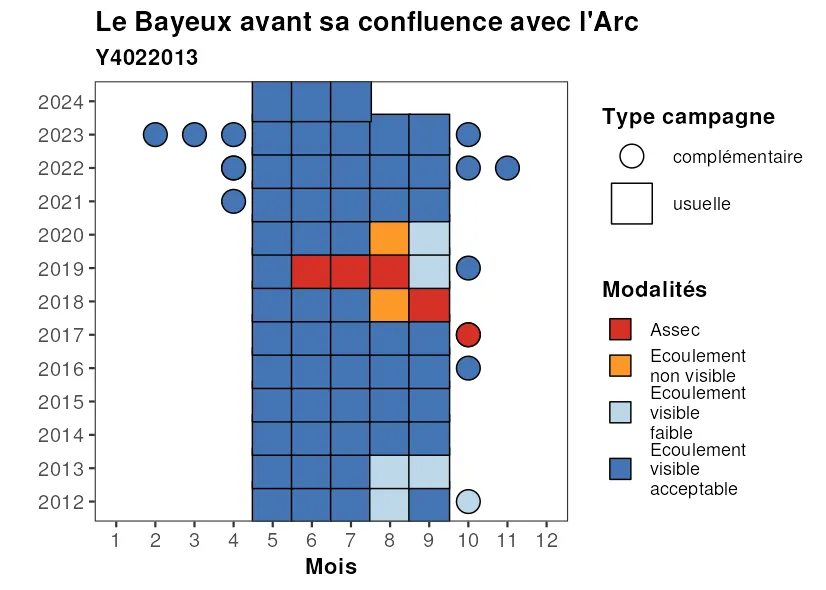 Le Bayeux avant sa confluence avec l'Arc
Y4022013
2024
2023
2022
2021
2020
2019
2018
2017
2016
2015
2014
2013
2012
1 2 3 4 5 6 7 8 9 10 11 12
Mois
Type campagne
complémentaire
usuelle
Modalités
Assec
Ecoulement
non visible
Ecoulement
visible
faible
Ecoulement
visible
acceptable